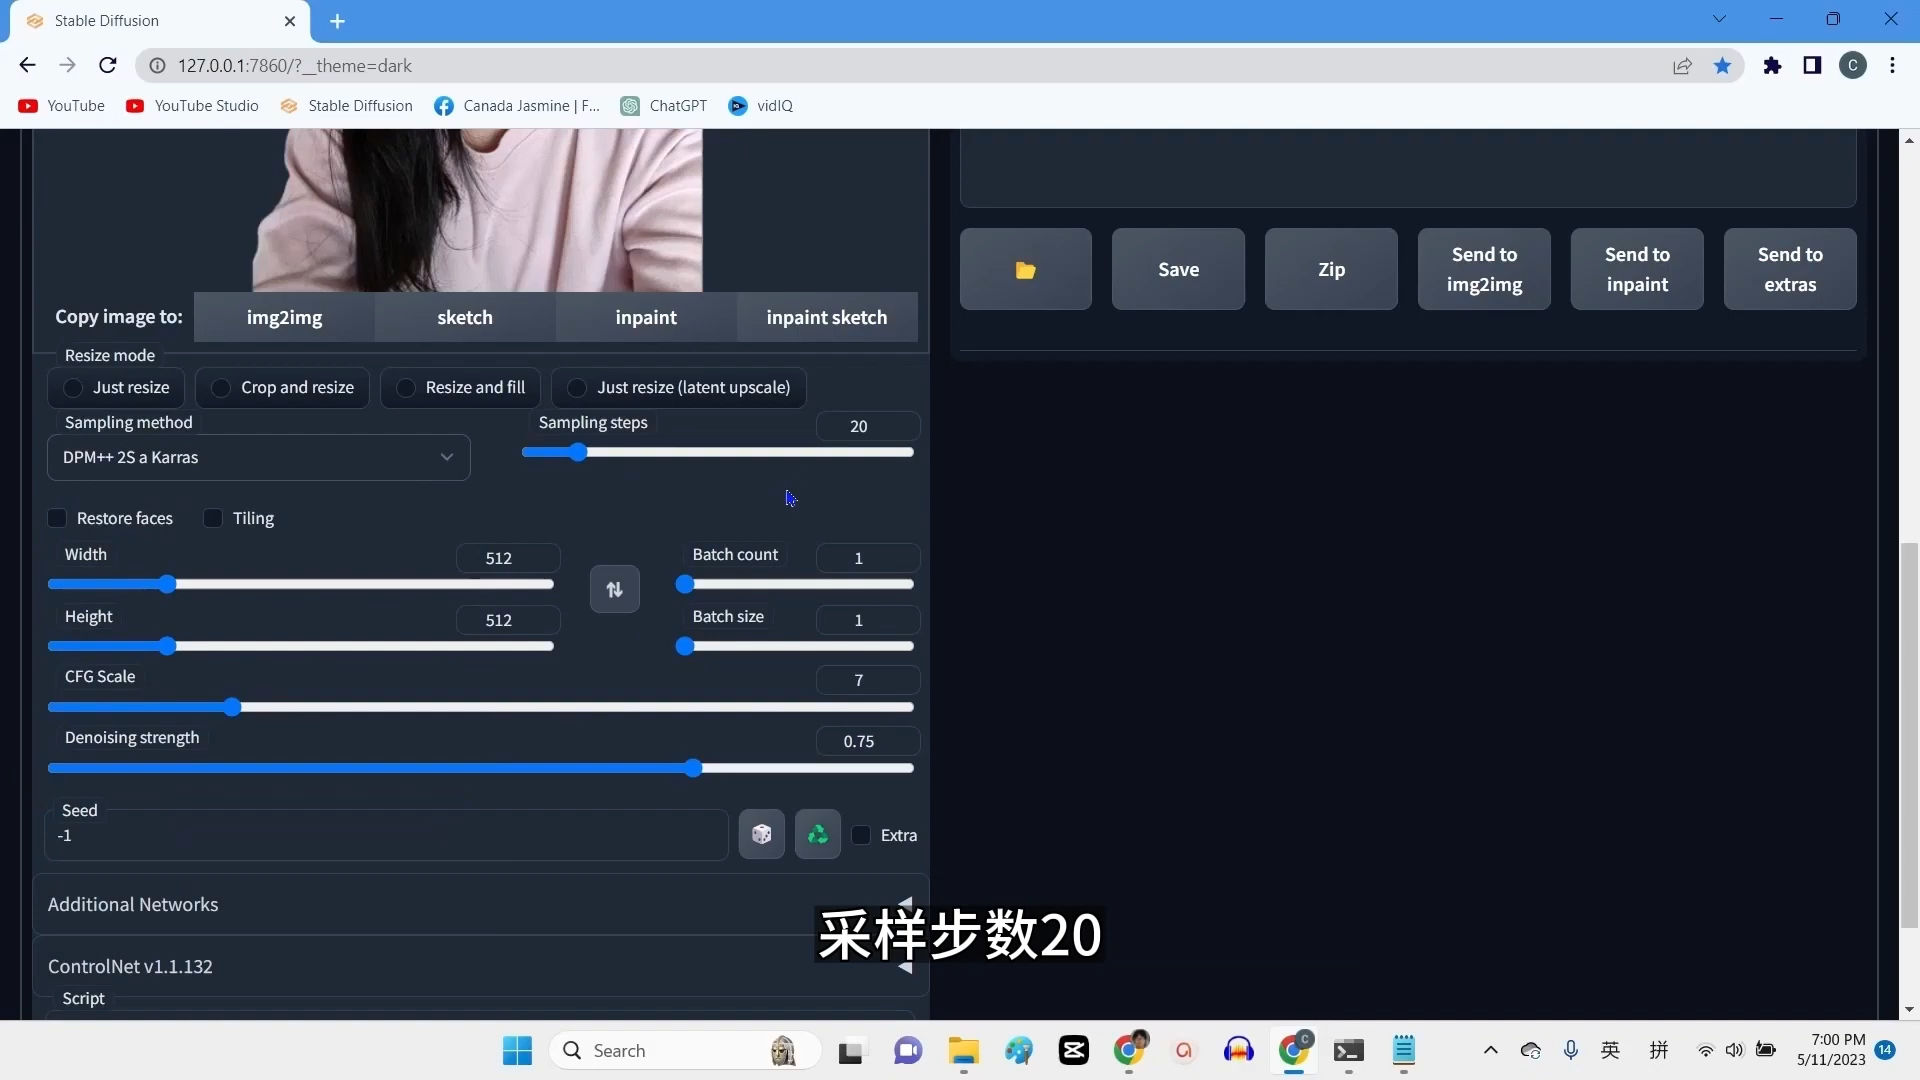 Stable Diffusion
127.0.0.1:7860/?__theme=dark
C
YouTube
YouTube Studio
Stable Diffusion
Canada Jasmine | F...
ChatGPT
vidIQ
Save
Zip
Send to
img2img
Send to
inpaint
Send to
extras
Copy image to:
img2img
sketch
inpaint
inpaint sketch
Resize mode
Just resize
Crop and resize
Resize and fill
Just resize (latent upscale)
Sampling method
DPM++ 2S a Karras
Sampling steps
20
Restore faces
Tiling
Width
512
Batch count
1
Height
512
Batch size
1
CFG Scale
7
Denoising strength
0.75
Seed
-1
Extra
Additional Networks
采样步数20
ControlNet v1.1.132
Script
Search
C
英
拼
7:00 PM
5/11/2023
14